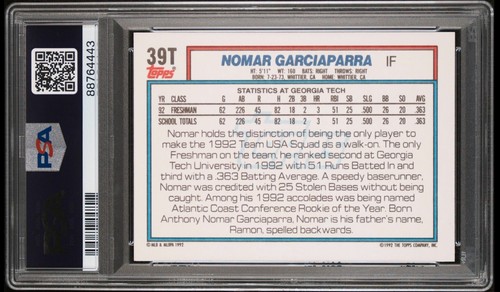 39T
Topps
NOMAR GARCIAPARRA IF
HT: 5'11" WT: 160 BATS: RIGHT THROWS: RIGHT
BORN: 7-23-73, WHITTIER, CA HOME: WHITTIER, CA
STATISTICS AT GEORGIA TECH
YR CLASS G AB R H 2B 3B HR RBI SLG BB SO AVG
92 FRESHMAN 62 226 45 82 18 2 3 51 25 .500 26 20 .363
SCHOOL TOTALS 62 226 45 82 18 2 3 51 25 .500 26 20 .363
Nomar holds the distinction of being the only player to
make the 1992 Team USA Squad as a walk-on. The only
Freshman on the team, he ranked second at Georgia
Tech University in 1992 with 51 Runs Batted In and
third with a .363 Batting Average. A speedy baserunner,
Nomar was credited with 25 Stolen Bases without being
caught. Among his 1992 accolades was being named
Atlantic Coast Conference Rookie of the Year. Born
Anthony Nomar Garciaparra, Nomar is his father's name,
Ramon, spelled backwards.
© MLB & MLBPA 1992
© 1992 THE TOPPS COMPANY, INC.
PSA
88764443